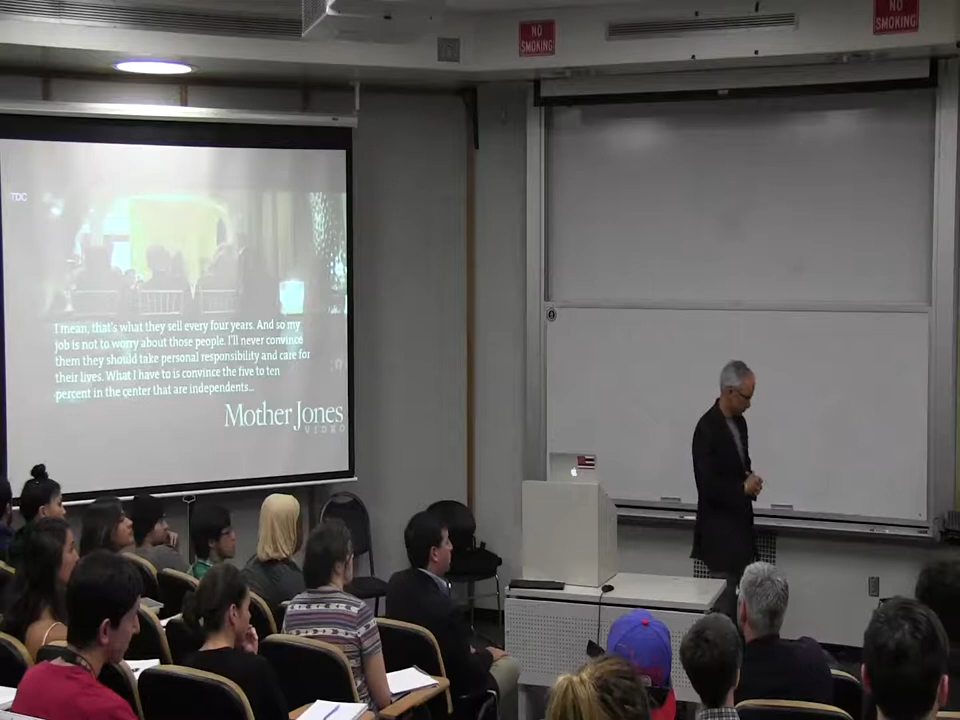 NO
SMOKING
NO
SMOKING
TDC
I mean, that's what they sell every four years. And so my
job is not to worry about those people. I'll never convince
them they should take personal responsibility and care for
their lives. What I have to is convince the five to ten
percent in the center that are independents...
Mother Jones
VIDEO